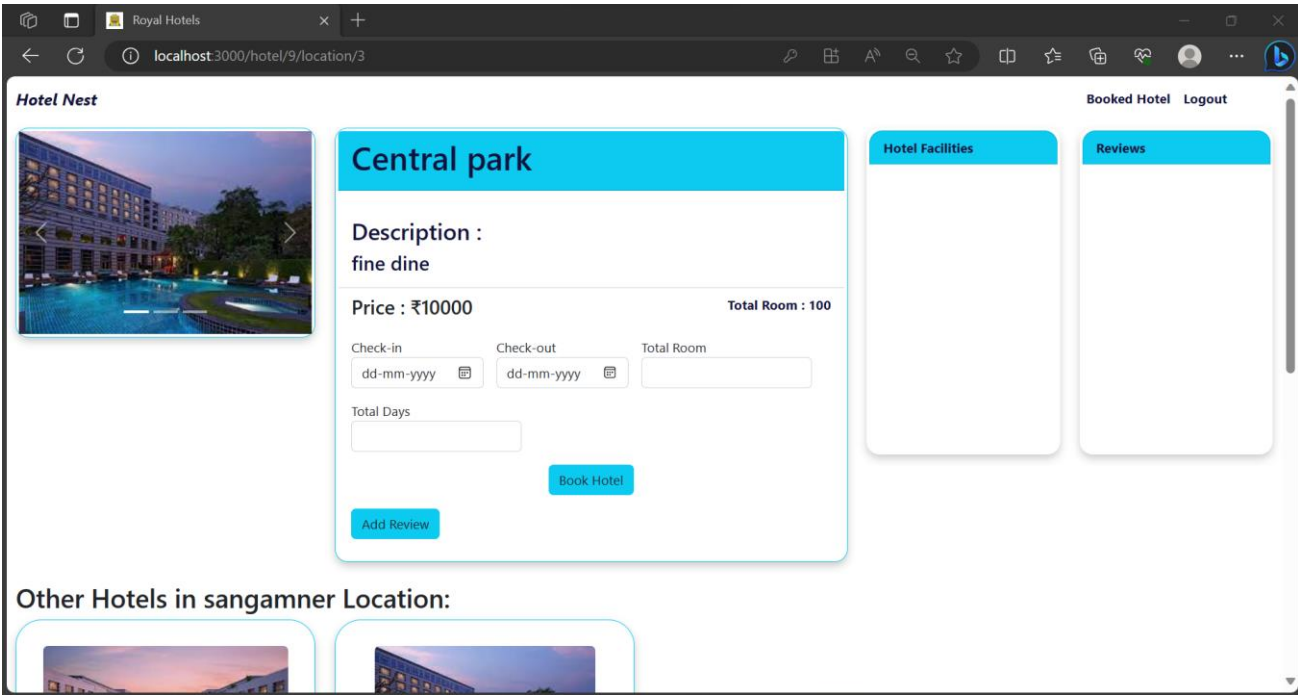 Royal Hotels
localhost:3000/hotel/9/location/3
Hotel Nest
Booked Hotel Logout
Central park
Description :
fine dine
Price : ₹10000
Total Room : 100
Check-in
Check-out
Total Room
dd-mm-yyyy
dd-mm-yyyy
Total Days
Book Hotel
Add Review
Hotel Facilities
Reviews
Other Hotels in sangamner Location: